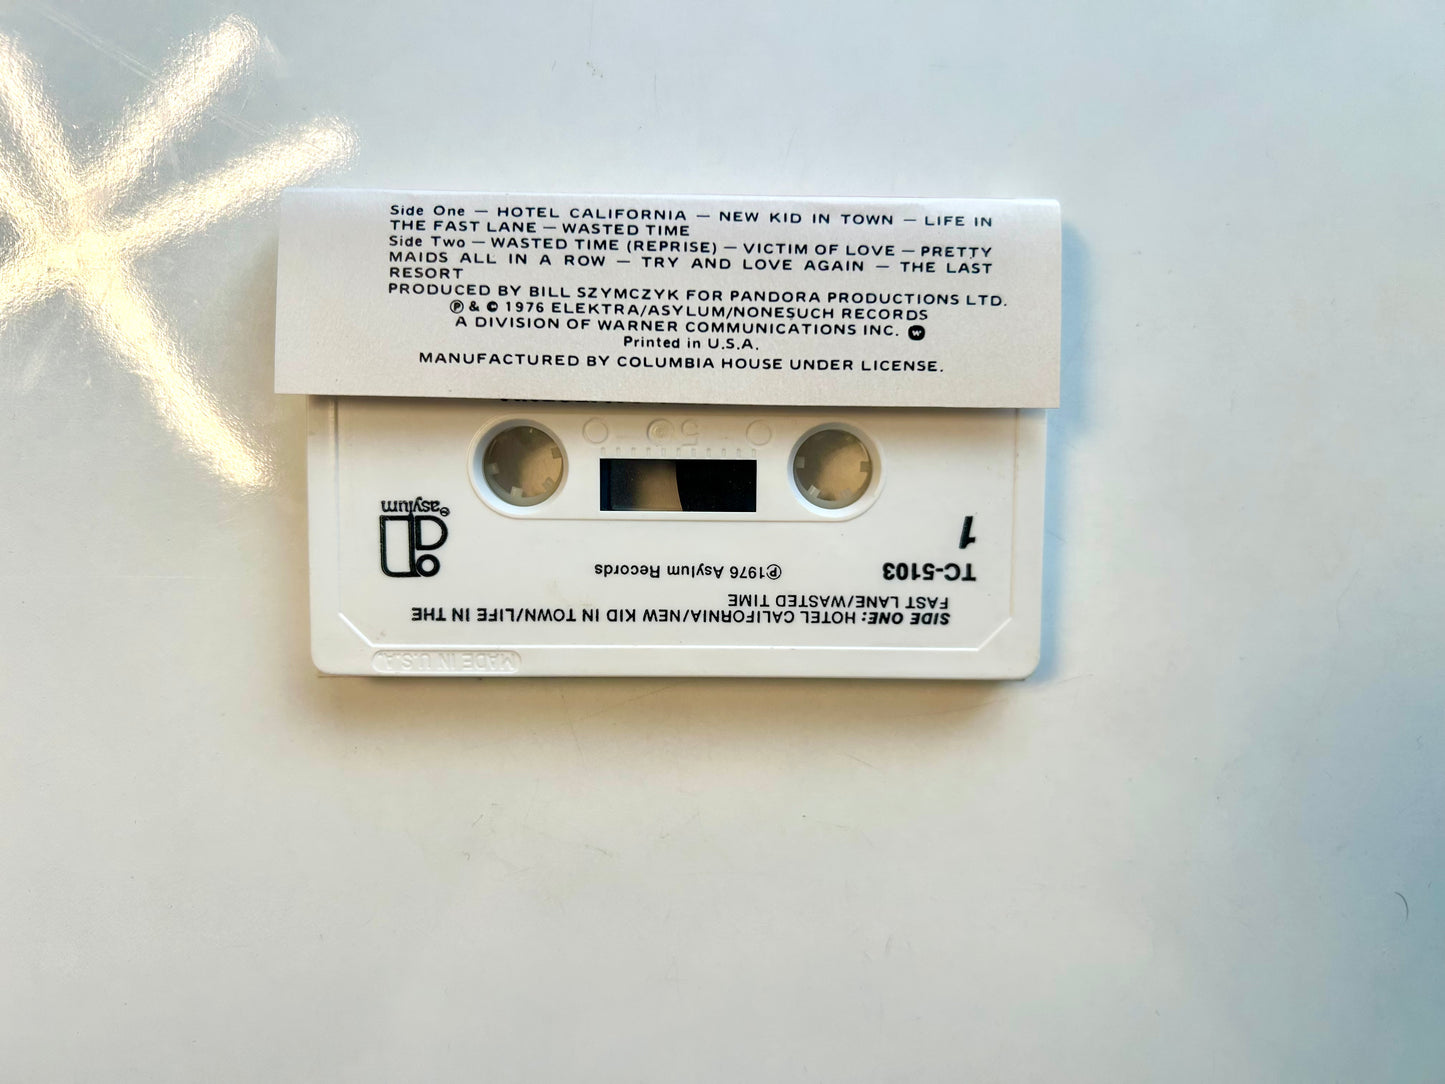 Side One — HOTEL CALIFORNIA — NEW KID IN TOWN — LIFE IN
THE FAST LANE — WASTED TIME
Side Two — WASTED TIME (REPRISE) — VICTIM OF LOVE — PRETTY
MAIDS ALL IN A ROW — TRY AND LOVE AGAIN — THE LAST
RESORT
PRODUCED BY BILL SZYMCZYK FOR PANDORA PRODUCTIONS LTD.
℗ & © 1976 ELEKTRA/ASYLUM/NONESUCH RECORDS
A DIVISION OF WARNER COMMUNICATIONS INC.
Printed in U.S.A.
MANUFACTURED BY COLUMBIA HOUSE UNDER LICENSE.
SIDE ONE: HOTEL CALIFORNIA/NEW KID IN TOWN/LIFE IN THE
FAST LANE/WASTED TIME
TC-5103
℗1976 Asylum Records
1
asylum
MADE IN U.S.A.